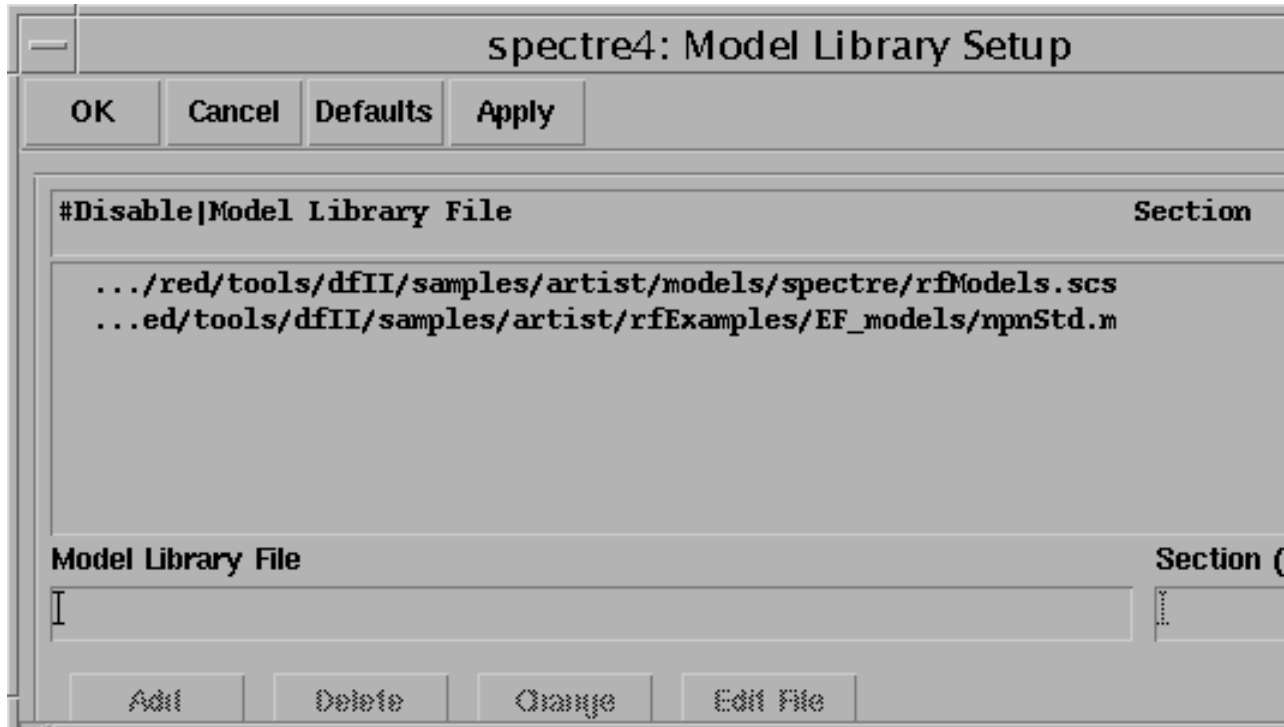 spectre4: Model Library Setup
OK Cancel Defaults Apply
#Disable|Model Library File Section
.../red/tools/dfII/samples/artist/models/spectre/rfModels.scs
...ed/tools/dfII/samples/artist/rfExamples/EF_models/npnStd.m
Model Library File Section (
Add Delete Change Edit File